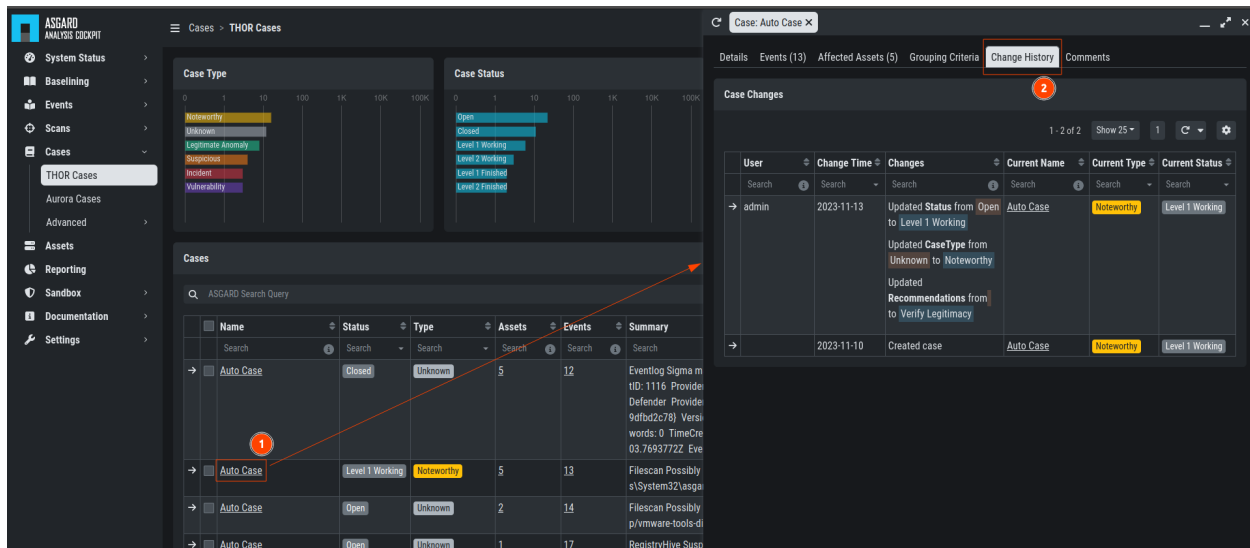 ASGARD
ANALYSIS COCKPIT
System Status
Baselining
Events
Scans
Cases
THOR Cases
Aurora Cases
Advanced
Assets
Reporting
Sandbox
Documentation
Settings
Cases > THOR Cases
Case Type
0 1 10 100 1K 10K 100K
Noteworthy
Unknown
Legitimate Anomaly
Suspicious
Incident
Vulnerability
Case Status
0 1 10 100 1K 10K 100K
Open
Closed
Level 1 Working
Level 2 Working
Level 1 Finished
Level 2 Finished
Cases
ASGARD Search Query
Name Status Type Assets Events Summary
Search Search Search Search Search Search
Auto Case Closed Unknown 5 12 Eventlog Sigma m
tID: 1116 Provide
Defender Provide
9dfbd2c78} Versi
words: 0 TimeCre
03.7693772Z Eve
1
Auto Case Level 1 Working Noteworthy 5 13 Filescan Possibly
s\System32\asga
Auto Case Open Unknown 2 14 Filescan Possibly
p/vmware-tools-di
Auto Case Open Unknown 1 17 RegistryHive Susp
Case: Auto Case
Details Events (13) Affected Assets (5) Grouping Criteria Change History Comments
2
Case Changes
1 - 2 of 2 Show 25 1
User Change Time Changes Current Name Current Type Current Status
Search Search Search Search Search Search
admin 2023-11-13 Updated Status from Open Auto Case Noteworthy Level 1 Working
to Level 1 Working
Updated CaseType from
Unknown to Noteworthy
Updated
Recommendations from
to Verify Legitimacy
2023-11-10 Created case Auto Case Noteworthy Level 1 Working